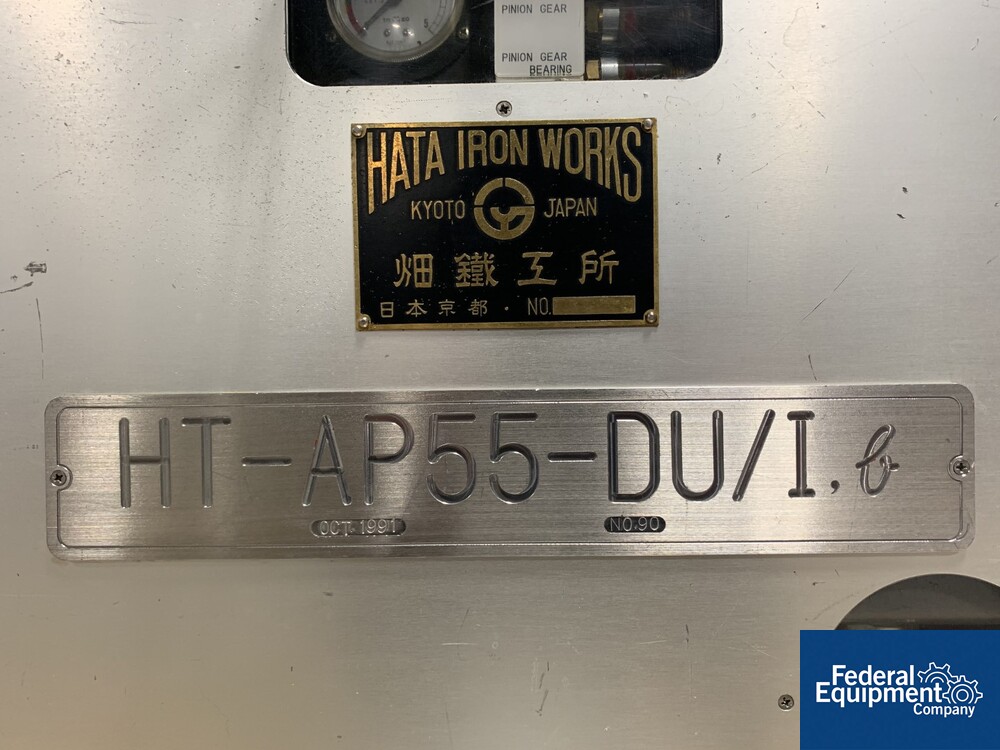 5
PINION GEAR
PINION GEAR
BEARING
HATA IRON WORKS
KYOTO JAPAN
畑鐵工所
日本京都・NO.
HT-AP55-DU/I,b
OCT. 1991 NO.90
Federal
Equipment
Company